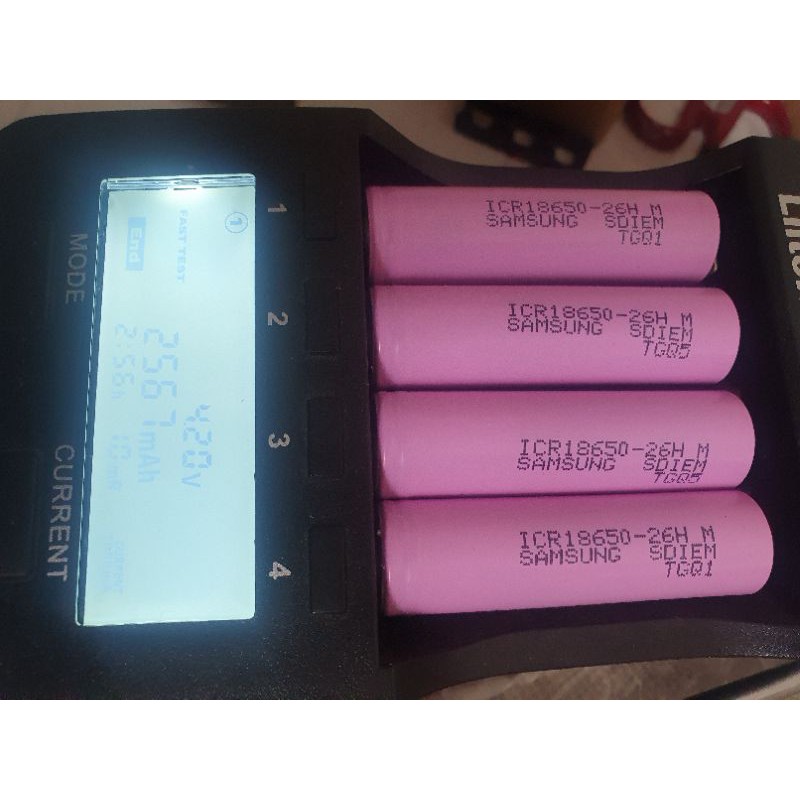 MODE
CURRENT
1
2
3
4
1
FAST TEST
End
4.20V
2567mAh
2:56h
ICR18650-26H M
SAMSUNG SDIEM
TGQ1
ICR18650-26H M
SAMSUNG SDIEM
TGQ5
ICR18650-26H M
SAMSUNG SDIEM
TGQ5
ICR18650-26H M
SAMSUNG SDIEM
TGQ1